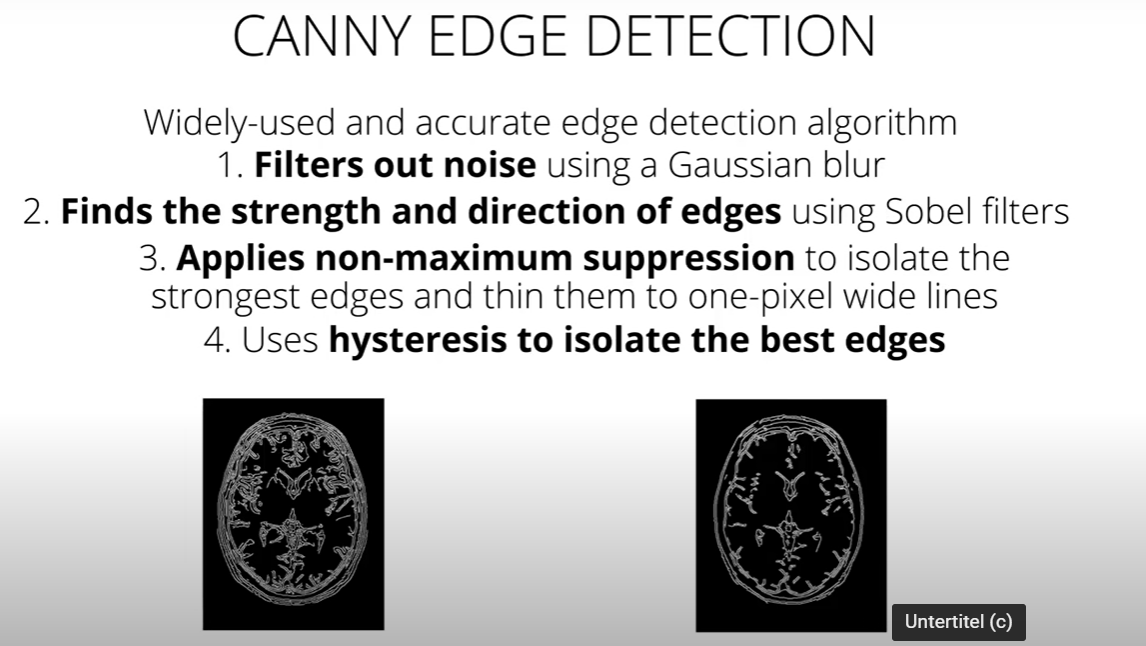 CANNY EDGE DETECTION
Widely-used and accurate edge detection algorithm
1. Filters out noise using a Gaussian blur
2. Finds the strength and direction of edges using Sobel filters
3. Applies non-maximum suppression to isolate the
strongest edges and thin them to one-pixel wide lines
4. Uses hysteresis to isolate the best edges
Untertitel (c)